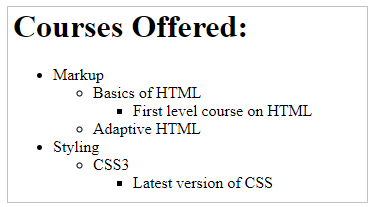 Courses Offered:
Markup
Basics of HTML
First level course on HTML
Adaptive HTML
Styling
CSS3
Latest version of CSS